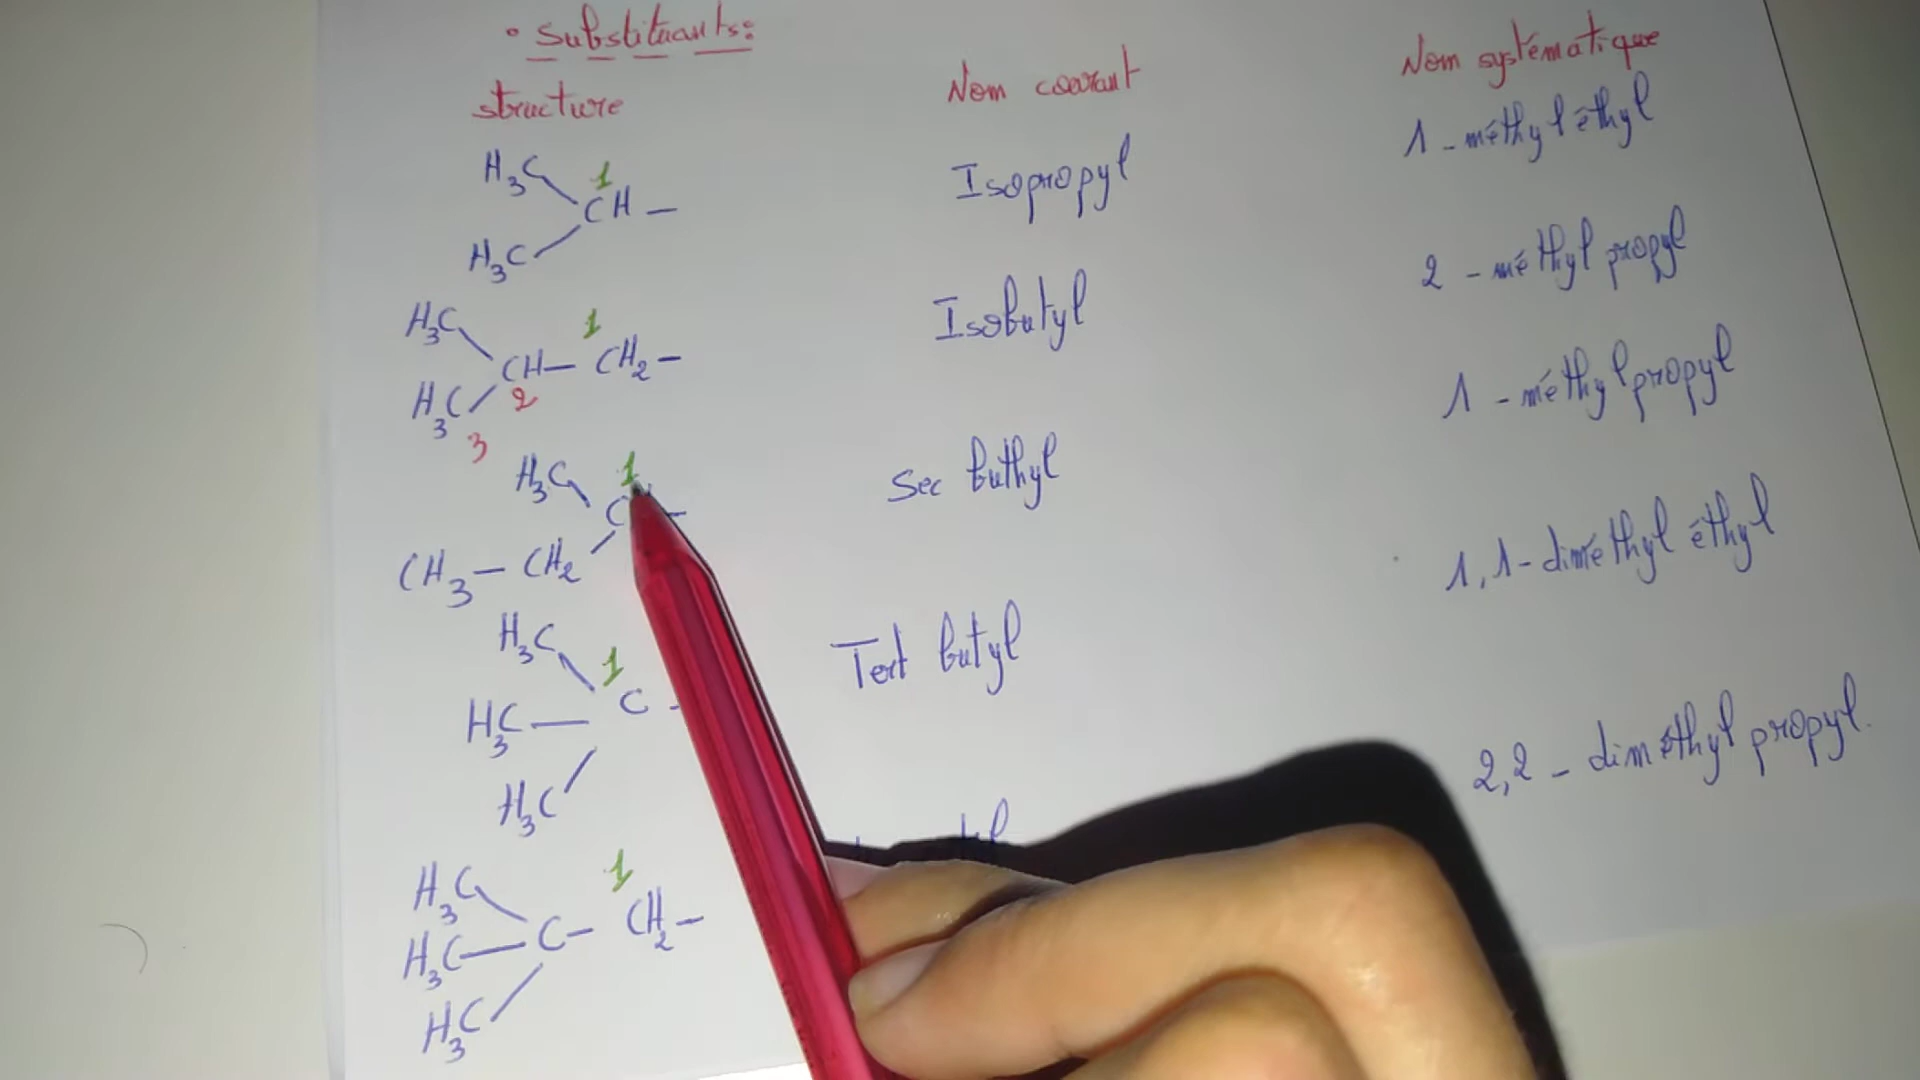 • Substituants:
structure Nom courant Nom systématique
H3C 1
CH - Isopropyl 1 - méthyl éthyl
H3C
H3C 1
CH - CH2 - Isobutyl 2 - méthyl propyl
H3C 2
3
H3C 1
C - Sec buthyl 1 - méthyl propyl
CH3 - CH2
H3C 1
H3C - C - Tert butyl 1,1 - diméthyl éthyl
H3C
H3C 1
H3C - C - CH2 - 2,2 - diméthyl propyl.
H3C